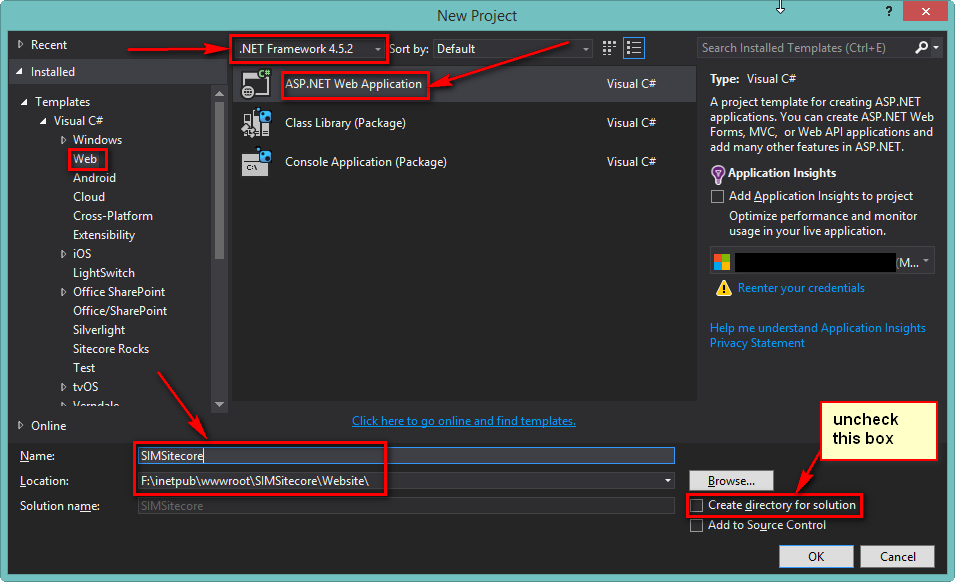 New Project
?
Recent
.NET Framework 4.5.2
Sort by:
Default
Search Installed Templates (Ctrl+E)
Installed
Templates
Visual C#
Windows
Web
Android
Cloud
Cross-Platform
Extensibility
iOS
LightSwitch
Office SharePoint
Office/SharePoint
Silverlight
Sitecore Rocks
Test
tvOS
Online
C#
ASP.NET Web Application
Visual C#
Class Library (Package)
Visual C#
C:\
Console Application (Package)
Visual C#
Click here to go online and find templates.
Type: Visual C#
A project template for creating ASP.NET
applications. You can create ASP.NET Web
Forms, MVC, or Web API applications and
add many other features in ASP.NET.
Application Insights
Add Application Insights to project
Optimize performance and monitor
usage in your live application.
(M...
Reenter your credentials
Help me understand Application Insights
Privacy Statement
uncheck
this box
Name:
SIMSitecore
Location:
F:\inetpub\wwwroot\SIMSitecore\Website\
Browse...
Solution name:
SIMSitecore
Create directory for solution
Add to Source Control
OK
Cancel